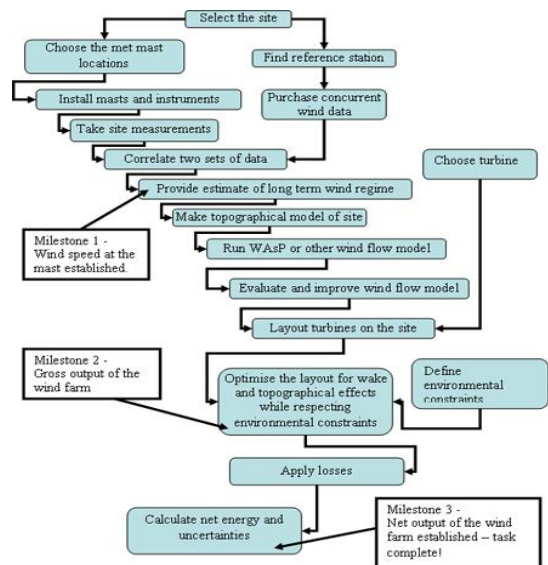 Select the site
Choose the met mast
locations
Find reference station
Install masts and instruments
Purchase concurrent
wind data
Take site measurements
Correlate two sets of data
Choose turbine
Provide estimate of long term wind regime
Make topographical model of site
Milestone 1 -
Wind speed at the
mast established.
Run WAsP or other wind flow model
Evaluate and improve wind flow model
Layout turbines on the site
Milestone 2 -
Gross output of the
wind farm
Optimise the layout for wake
and topographical effects
while respecting
environmental constraints
Define
environmental
constraints
Apply losses
Calculate net energy and
uncertainties
Milestone 3 -
Net output of the wind
farm established – task
complete!